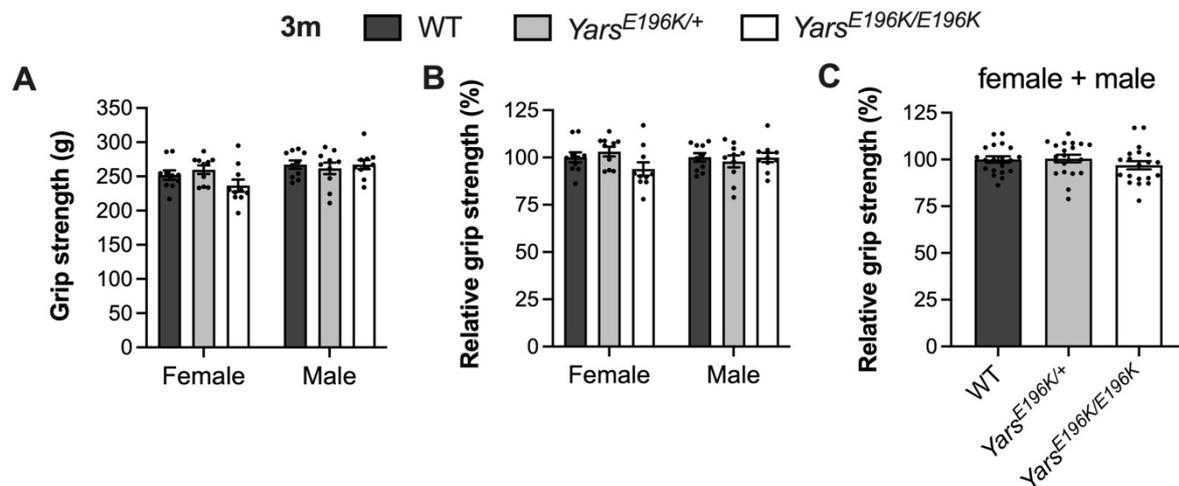 3m WT Yars^E196K/+ Yars^E196K/E196K
A
Grip strength (g)
350
300
250
200
150
100
50
0
Female Male
B
Relative grip strength (%)
125
100
75
50
25
0
Female Male
C
female + male
Relative grip strength (%)
125
100
75
50
25
0
WT
Yars^E196K/+
Yars^E196K/E196K